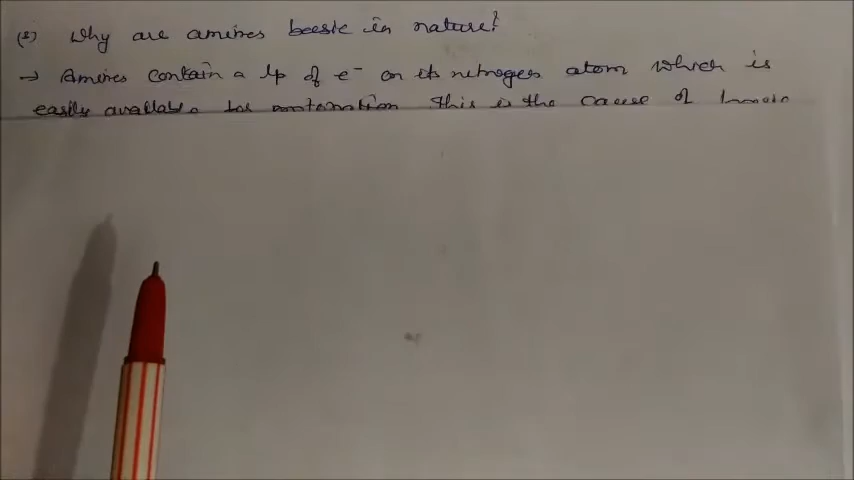 (8) Why are amines basic in nature?
→ Amines contain a lp of e⁻ on its nitrogen atom which is
easily available for protonation This is the cause of